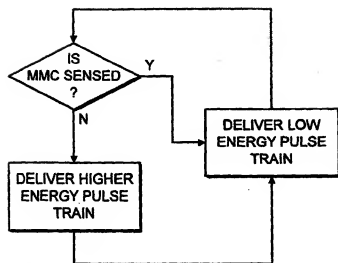 IS
MMC SENSED
?
Y
N
DELIVER LOW
ENERGY PULSE
TRAIN
DELIVER HIGHER
ENERGY PULSE
TRAIN